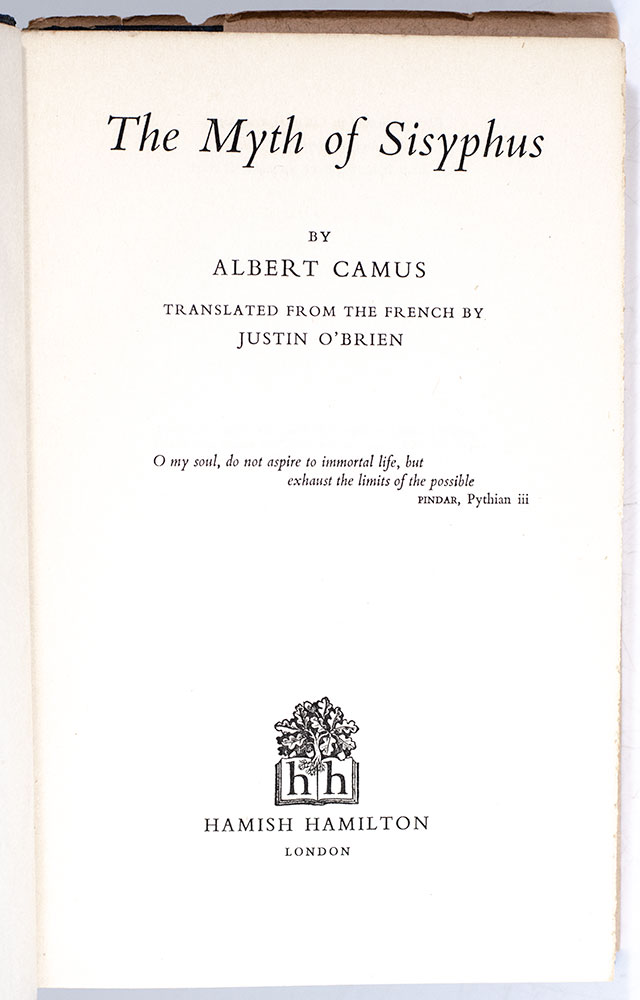 The Myth of Sisyphus
BY
ALBERT CAMUS
TRANSLATED FROM THE FRENCH BY
JUSTIN O'BRIEN
O my soul, do not aspire to immortal life, but
exhaust the limits of the possible
PINDAR, Pythian iii
h h
HAMISH HAMILTON
LONDON